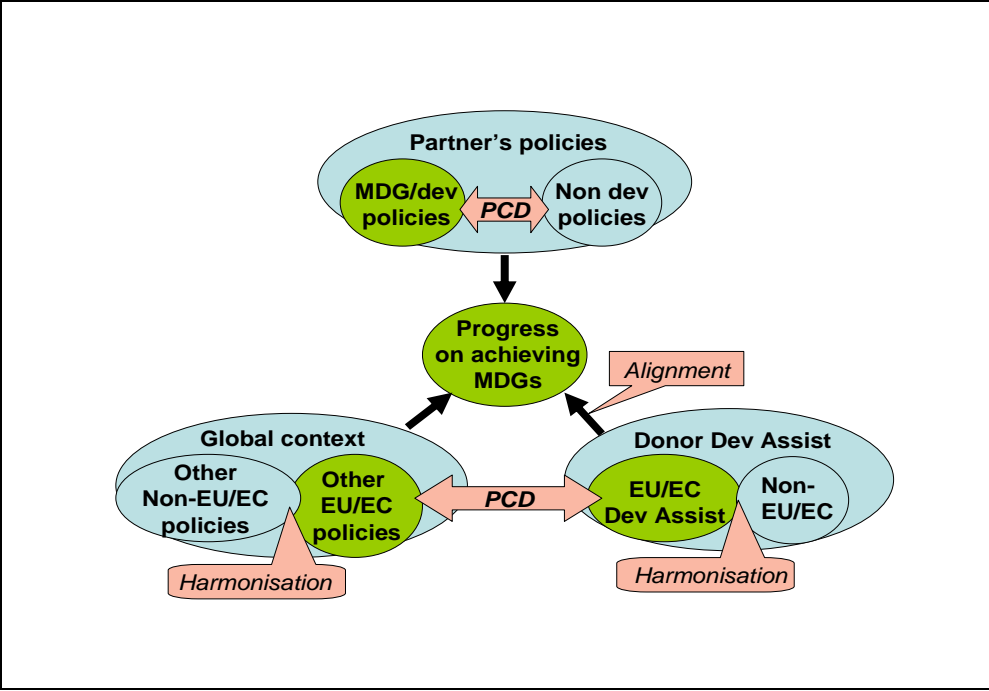 Partner’s policies
MDG/dev
policies
PCD
Non dev
policies
Progress
on achieving
MDGs
Alignment
Global context
Other
Non-EU/EC
policies
Other
EU/EC
policies
PCD
Donor Dev Assist
EU/EC
Dev Assist
Non-
EU/EC
Harmonisation
Harmonisation